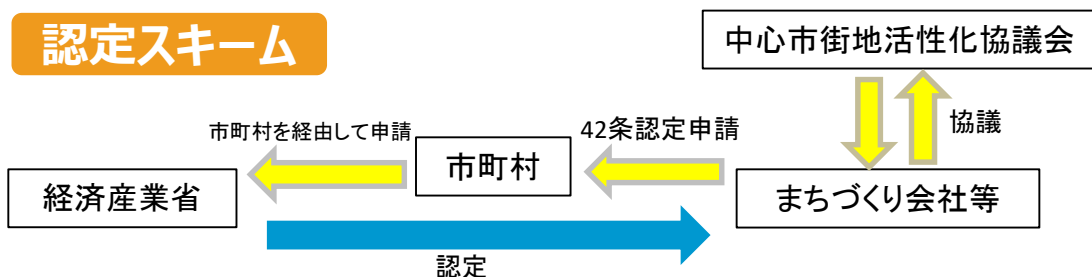 認定スキーム
中心市街地活性化協議会
協議
市町村を経由して申請
42条認定申請
市町村
経済産業省
まちづくり会社等
認定